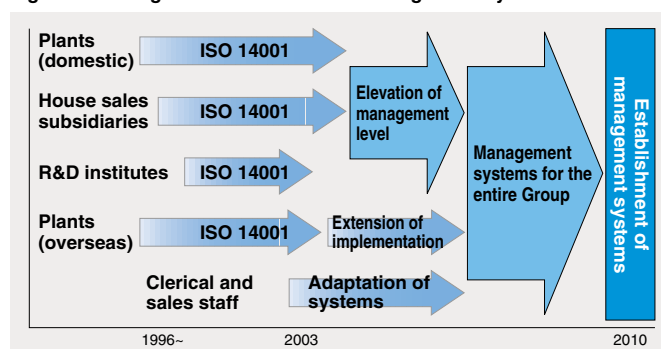 Plants
(domestic)
ISO 14001
House sales
subsidiaries
ISO 14001
Elevation of
management
level
R&D institutes
ISO 14001
Management
systems for the
entire Group
Establishment of
management systems
Plants
(overseas)
ISO 14001
Extension of
implementation
Clerical and
sales staff
Adaptation of
systems
1996~
2003
2010